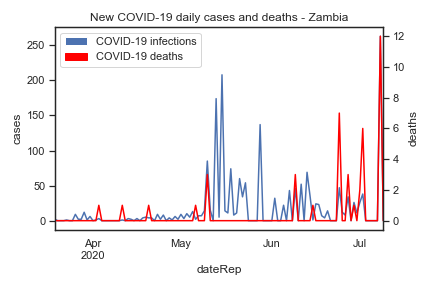 New COVID-19 daily cases and deaths - Zambia
COVID-19 infections
COVID-19 deaths
250
200
150
100
50
0
cases
12
10
8
6
4
2
0
deaths
Apr
2020
May
Jun
Jul
dateRep